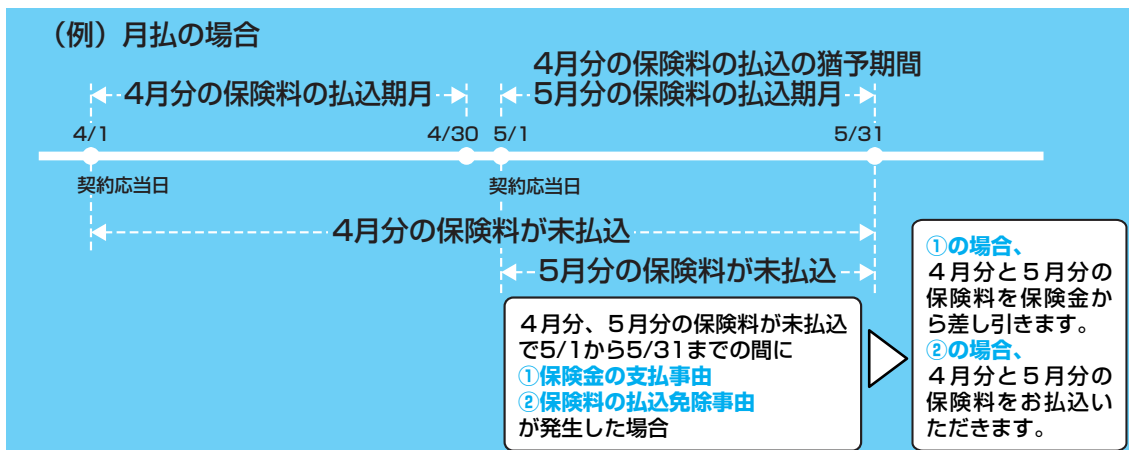 （例）月払の場合
4月分の保険料の払込の猶予期間
4月分の保険料の払込期月
5月分の保険料の払込期月
4/1
4/30
5/1
5/31
契約応当日
契約応当日
4月分の保険料が未払込
5月分の保険料が未払込
４月分、５月分の保険料が未払込
で5/1から5/31までの間に
①保険金の支払事由
②保険料の払込免除事由
が発生した場合
①の場合、
４月分と５月分の
保険料を保険金か
ら差し引きます。
②の場合、
４月分と５月分の
保険料をお払込い
ただきます。